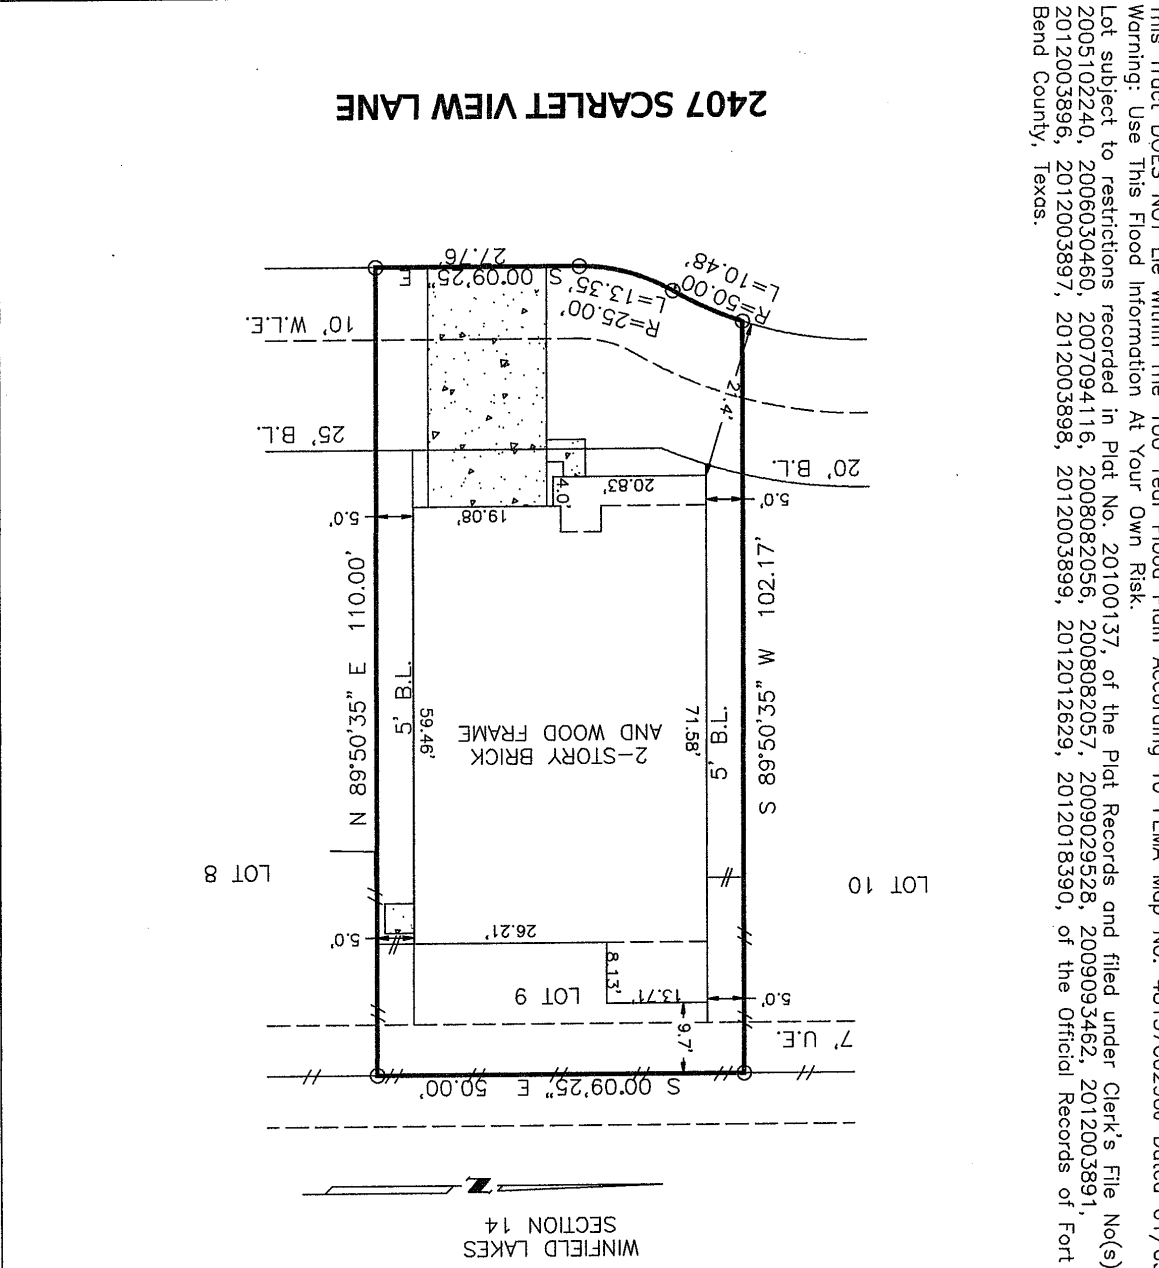 WINFIELD LAKES
SECTION 14
N
S 00°09'25" E 50.00'
7' U.E.
9.7'
5.0'
13.71'
8.13'
LOT 9
26.21'
5.0'
LOT 10
LOT 8
S 89°50'35" W 102.17'
N 89°50'35" E 110.00'
5' B.L.
5' B.L.
71.58'
59.46'
2-STORY BRICK
AND WOOD FRAME
5.0'
19.08'
5.0'
4.0'
20.83'
20' B.L.
25' B.L.
21.4'
10' W.L.E.
R=50.00'
L=10.48'
R=25.00'
L=13.35'
S 00°09'25" E
27.76'
2407 SCARLET VIEW LANE
This Tract DOES NOT Lie Within The 100 Year Flood Plain According To FEMA Map No. Dated
Warning: Use This Flood Information At Your Own Risk.
Lot subject to restrictions recorded in Plat No. 20100137, of the Plat Records and filed under Clerk's File No(s)
2005102240, 2006030460, 2007094116, 2008082056, 2008082057, 2009029528, 2009093462, 2012003891,
2012003896, 2012003897, 2012003898, 2012003899, 2012012629, 2012018390, of the Official Records of Fort
Bend County, Texas.